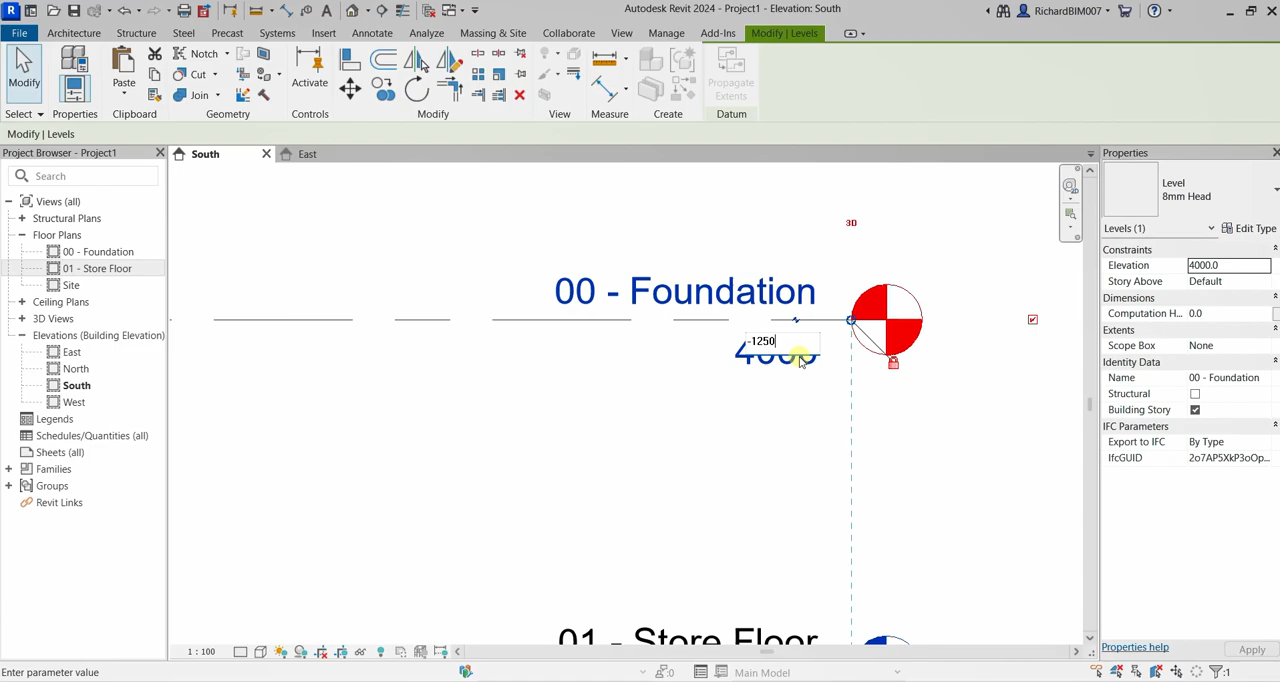 Autodesk Revit 2024 - Project1 - Elevation: South
RichardBIM007
File
Architecture
Structure
Steel
Precast
Systems
Insert
Annotate
Analyze
Massing & Site
Collaborate
View
Manage
Add-Ins
Modify | Levels
Modify
Paste
Notch
Cut
Join
Activate
Propagate
Extents
Select
Properties
Clipboard
Geometry
Controls
Modify
View
Measure
Create
Datum
Modify | Levels
Project Browser - Project1
South
East
Search
Views (all)
Structural Plans
Floor Plans
00 - Foundation
01 - Store Floor
Site
Ceiling Plans
3D Views
Elevations (Building Elevation)
East
North
South
West
Legends
Schedules/Quantities (all)
Sheets (all)
Families
Groups
Revit Links
3D
00 - Foundation
-1250
4000
01 - Store Floor
1 : 100
Properties
Level
8mm Head
Levels (1)
Edit Type
Constraints
Elevation 4000.0
Story Above Default
Dimensions
Computation H... 0.0
Extents
Scope Box None
Identity Data
Name 00 - Foundation
Structural
Building Story
IFC Parameters
Export to IFC By Type
IfcGUID 2o7AP5XkP3oOp...
Properties help
Apply
Enter parameter value
:0
Main Model
:1